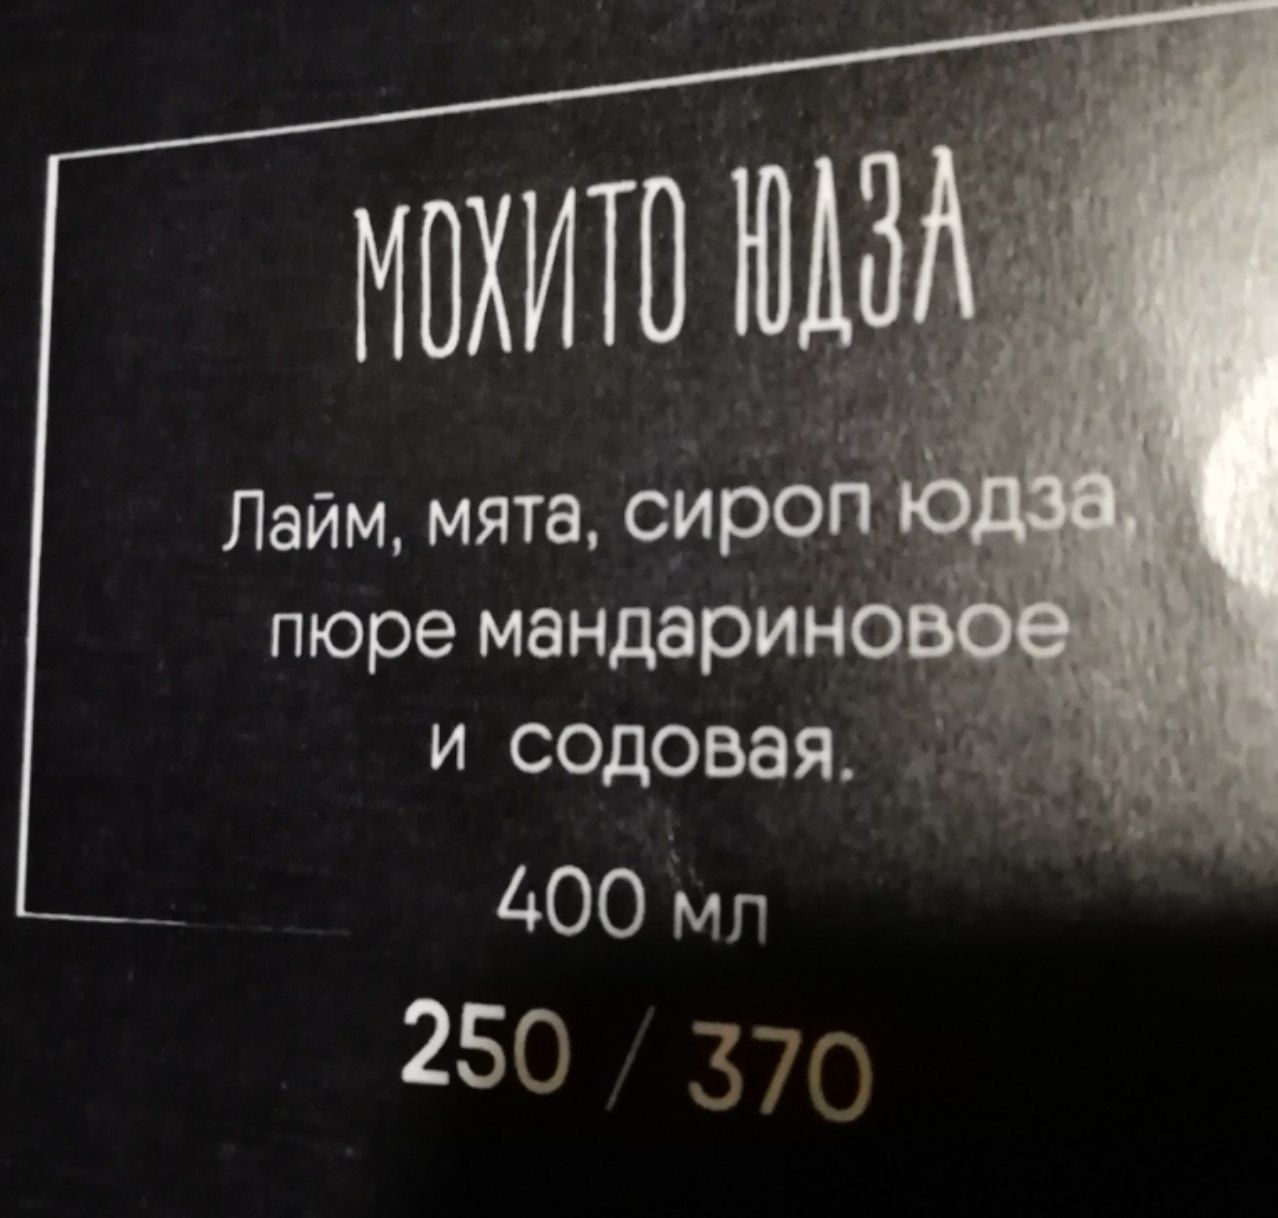 МОХИТО ЮДЗА
Лайм, мята, сироп юдза,
пюре мандариновое
и содовая.
400 мл
250 / 370